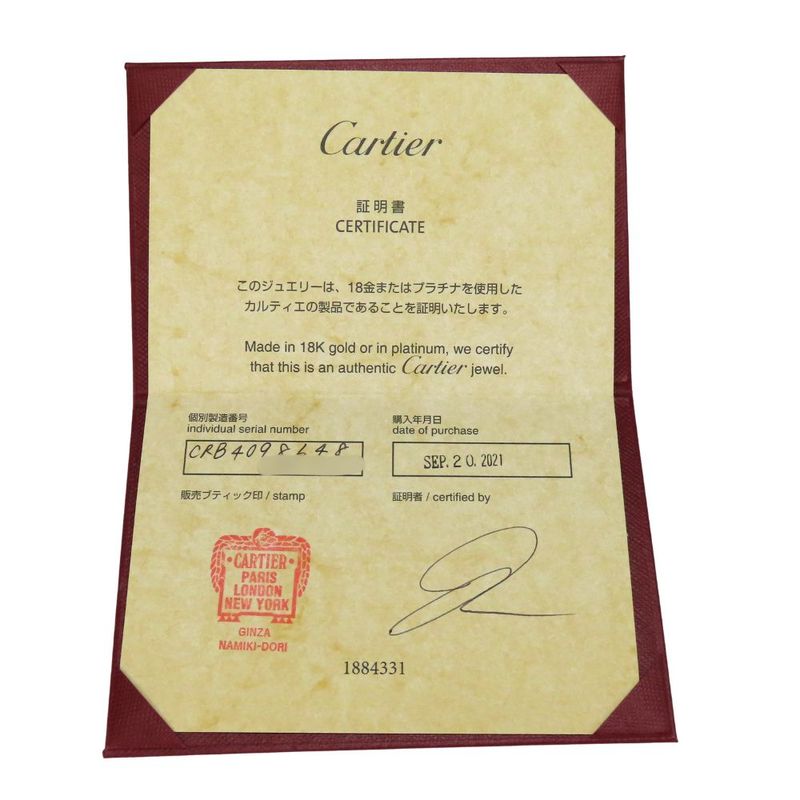 Cartier
証明書
CERTIFICATE
このジュエリーは、18金またはプラチナを使用した
カルティエの製品であることを証明いたします。
Made in 18K gold or in platinum, we certify
that this is an authentic Cartier jewel.
個別製造番号
individual serial number
CRB4098L48
購入年月日
date of purchase
SEP. 20. 2021
販売ブティック印 / stamp
証明者 / certified by
CARTIER
PARIS
LONDON
NEW YORK
GINZA
NAMIKI-DORI
1884331